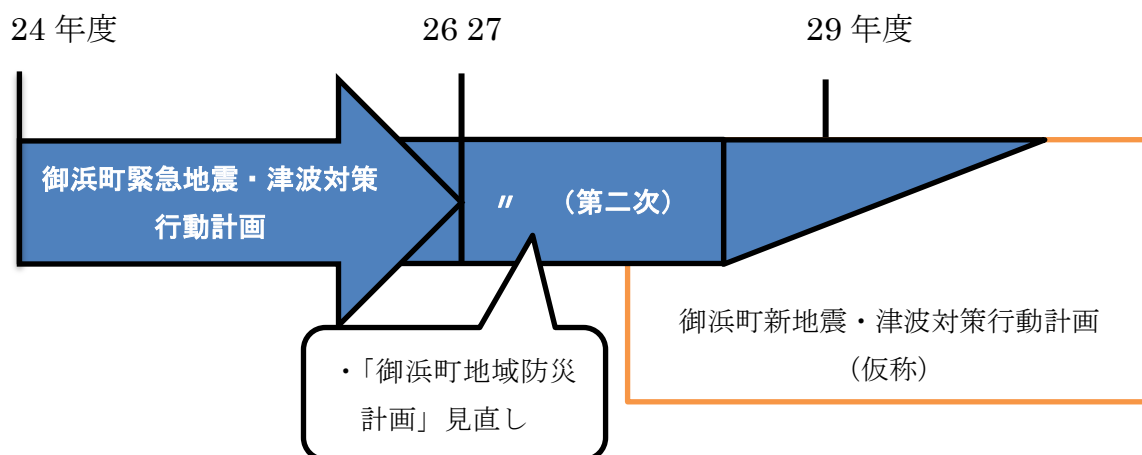 24 年度
26 27
29 年度
御浜町緊急地震・津波対策
行動計画
〃 (第二次)
御浜町新地震・津波対策行動計画
(仮称)
・「御浜町地域防災
計画」見直し